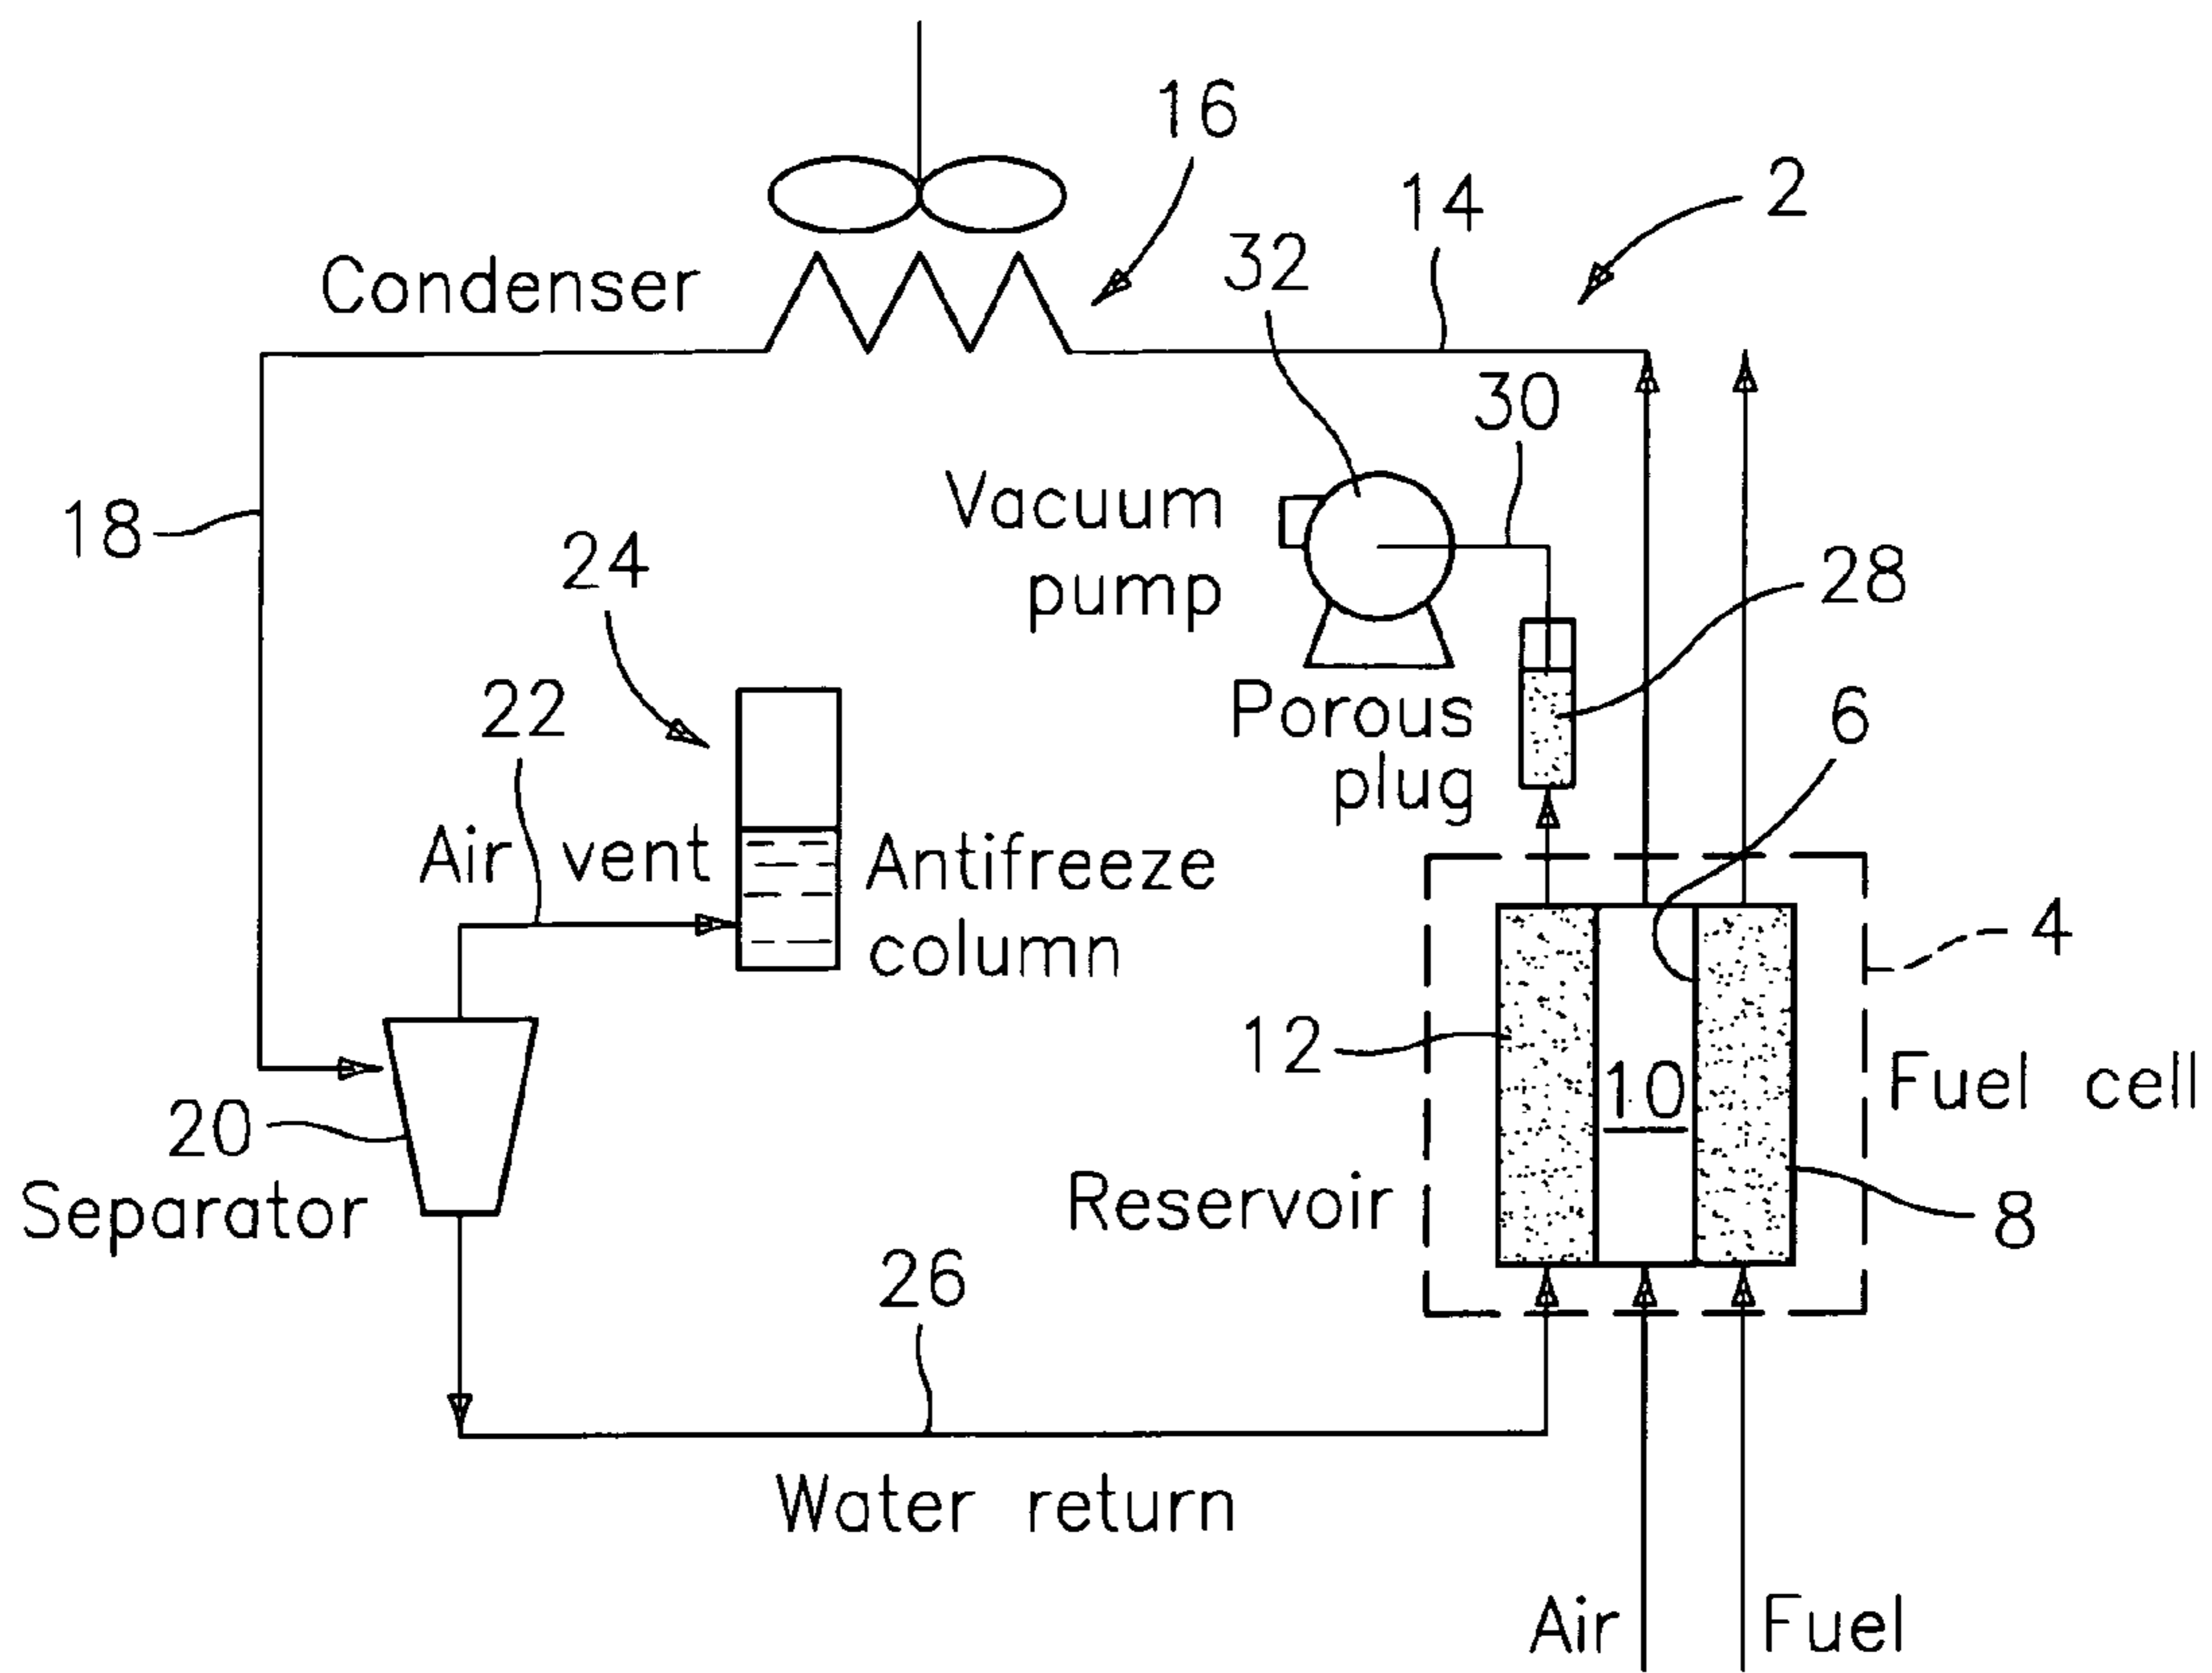 16
2
14
32
Condenser
30
18
Vacuum
pump
24
28
22
Porous
plug
6
Air vent
Antifreeze
column
4
12
10
Fuel cell
20
Separator
Reservoir
8
26
Water return
Air
Fuel